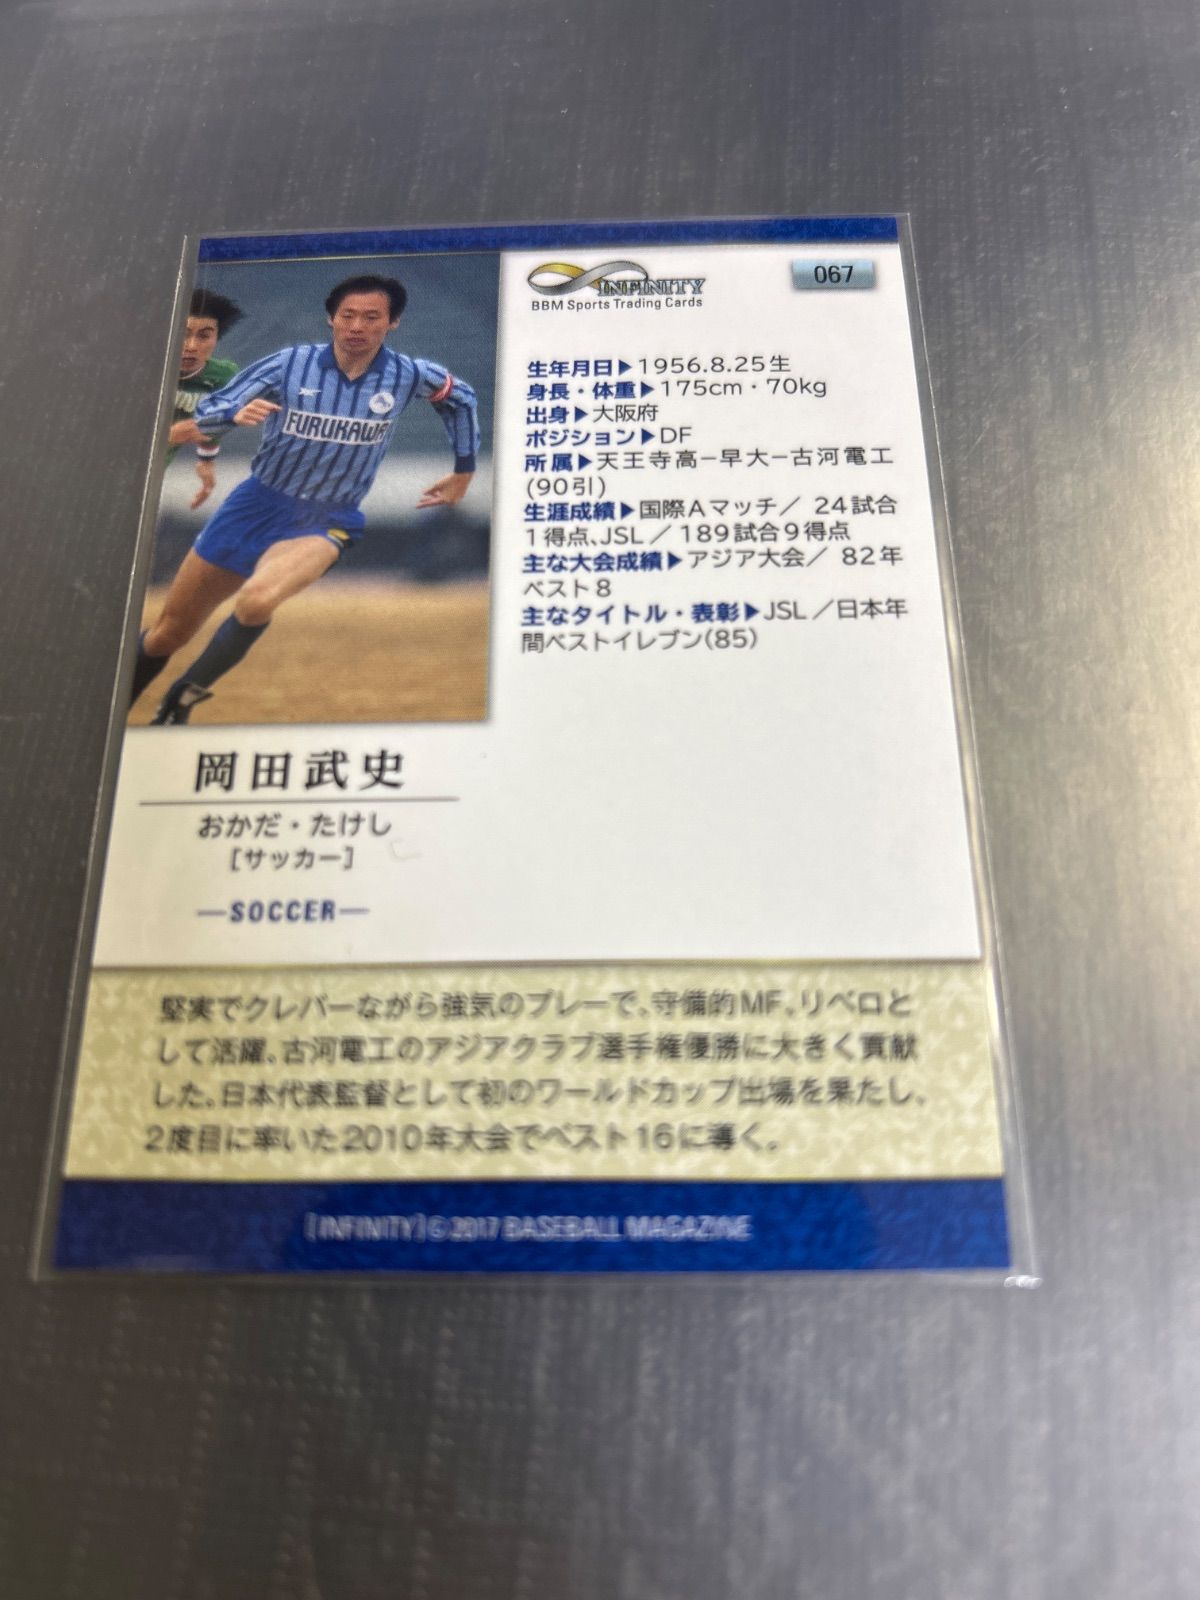 INFINITY
BBM Sports Trading Cards
067
FURUKAWA
生年月日▶1956.8.25生
身長・体重▶175cm・70kg
出身▶大阪府
ポジション▶DF
所属▶天王寺高−早大−古河電工
(90引)
生涯成績▶国際Aマッチ／ 24試合
1得点、JSL／189試合9得点
主な大会成績▶アジア大会／ 82年
ベスト8
主なタイトル・表彰▶JSL／日本年
間ベストイレブン(85)
岡田武史
おかだ・たけし
[サッカー]
—SOCCER—
堅実でクレバーながら強気のプレーで、守備的MF、リベロと
して活躍。古河電工のアジアクラブ選手権優勝に大きく貢献
した。日本代表監督として初のワールドカップ出場を果たし、
2度目に率いた2010年大会でベスト16に導く。
[INFINITY]©2017 BASEBALL MAGAZINE